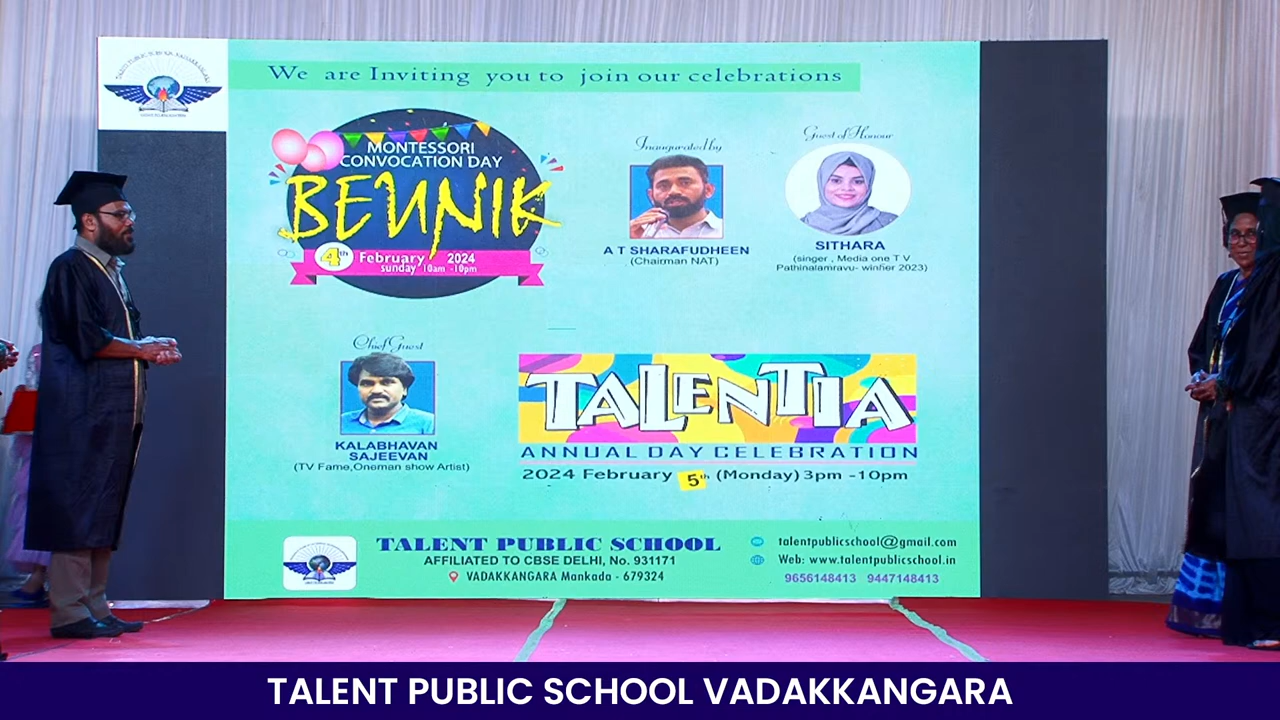 We are Inviting you to join our celebrations
MONTESSORI
CONVOCATION DAY
BEUNIK
4th February 2024
sunday 10am -10pm
Inaugurated by
A T SHARAFUDHEEN
(Chairman NAT)
Guest of Honour
SITHARA
(singer , Media one T V
Pathinalamravu- winner 2023)
Chief Guest
KALABHAVAN
SAJEEVAN
(TV Fame,Oneman show Artist)
TALENTIA
ANNUAL DAY CELEBRATION
2024 February 5th (Monday) 3pm -10pm
TALENT PUBLIC SCHOOL
AFFILIATED TO CBSE DELHI, No. 931171
VADAKKANGARA Mankada - 679324
talentpublicschool@gmail.com
Web: www.talentpublicschool.in
9656148413 9447148413
TALENT PUBLIC SCHOOL VADAKKANGARA